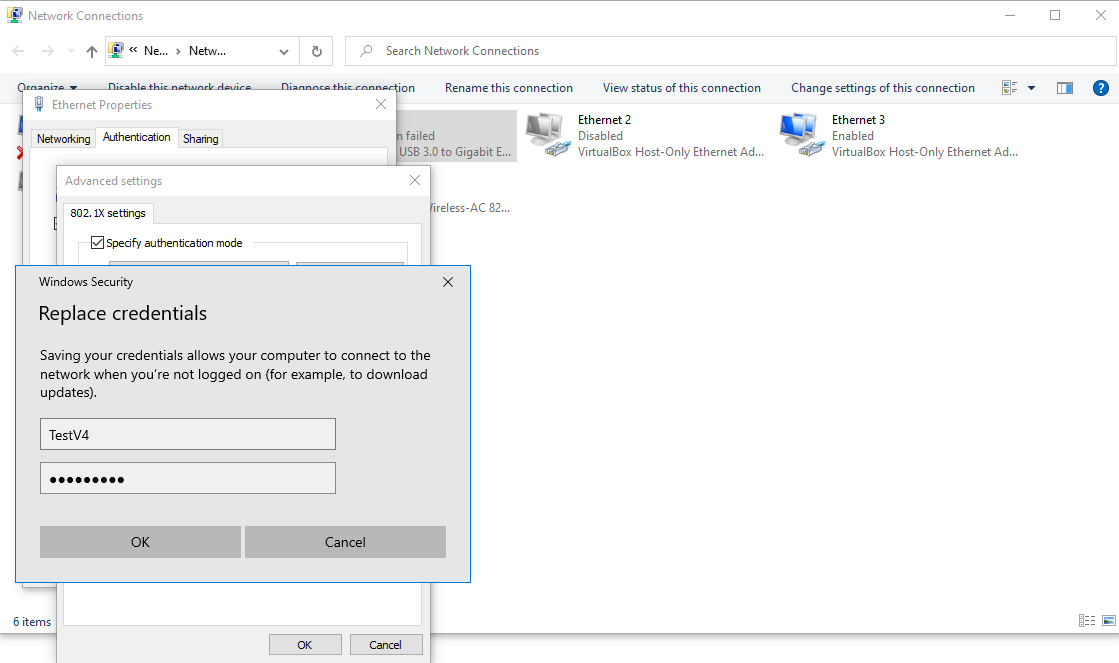 Network Connections
« Ne... › Netw...
Search Network Connections
Organize
Disable this network device
Diagnose this connection
Rename this connection
View status of this connection
Change settings of this connection
Ethernet Properties
Networking
Authentication
Sharing
n failed
USB 3.0 to Gigabit E...
Ethernet 2
Disabled
VirtualBox Host-Only Ethernet Ad...
Ethernet 3
Enabled
VirtualBox Host-Only Ethernet Ad...
Advanced settings
Wireless-AC 82...
802.1X settings
Specify authentication mode
Windows Security
Replace credentials
Saving your credentials allows your computer to connect to the
network when you're not logged on (for example, to download
updates).
TestV4
●●●●●●●●●
OK
Cancel
6 items
OK
Cancel